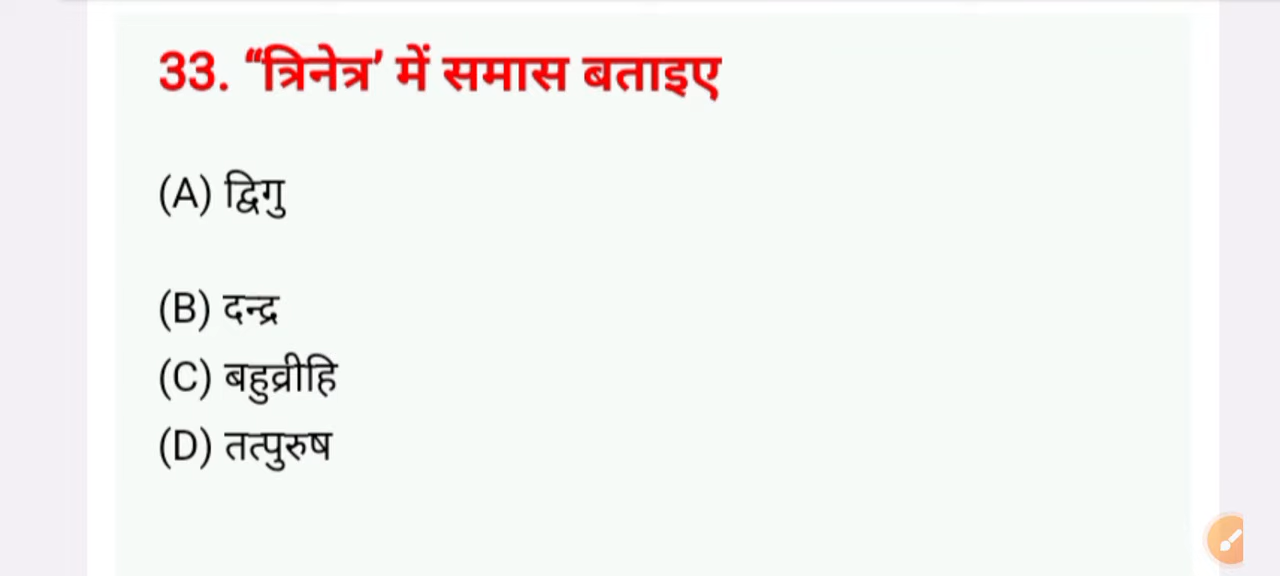 33. “त्रिनेत्र’ में समास बताइए
(A) द्विगु
(B) दन्द्र
(C) बहुव्रीहि
(D) तत्पुरुष